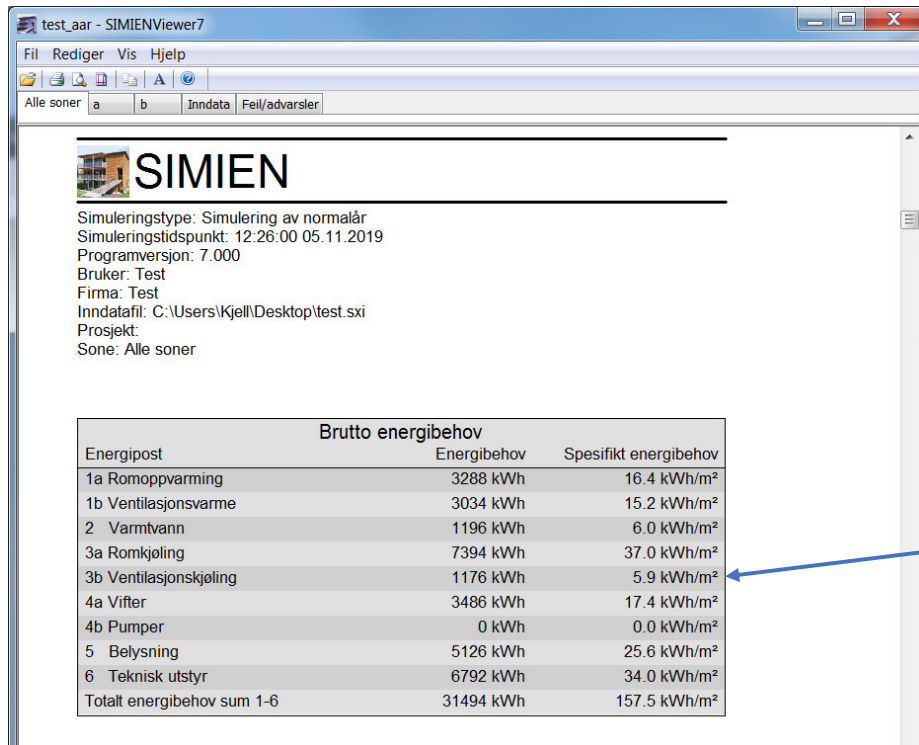 test_aar - SIMIENViewer7
Fil Rediger Vis Hjelp
A ?
Alle soner a b Inndata Feil/advarsler
SIMIEN
Simuleringstype: Simulering av normalår
Simuleringstidspunkt: 12:26:00 05.11.2019
Programversjon: 7.000
Bruker: Test
Firma: Test
Inndatafil: C:\Users\Kjell\Desktop\test.sxi
Prosjekt:
Sone: Alle soner
Brutto energibehov
Energipost Energibehov Spesifikt energibehov
1a Romoppvarming 3288 kWh 16.4 kWh/m²
1b Ventilasjonsvarme 3034 kWh 15.2 kWh/m²
2 Varmtvann 1196 kWh 6.0 kWh/m²
3a Romkjøling 7394 kWh 37.0 kWh/m²
3b Ventilasjonskjøling 1176 kWh 5.9 kWh/m²
4a Vifter 3486 kWh 17.4 kWh/m²
4b Pumper 0 kWh 0.0 kWh/m²
5 Belysning 5126 kWh 25.6 kWh/m²
6 Teknisk utstyr 6792 kWh 34.0 kWh/m²
Totalt energibehov sum 1-6 31494 kWh 157.5 kWh/m²